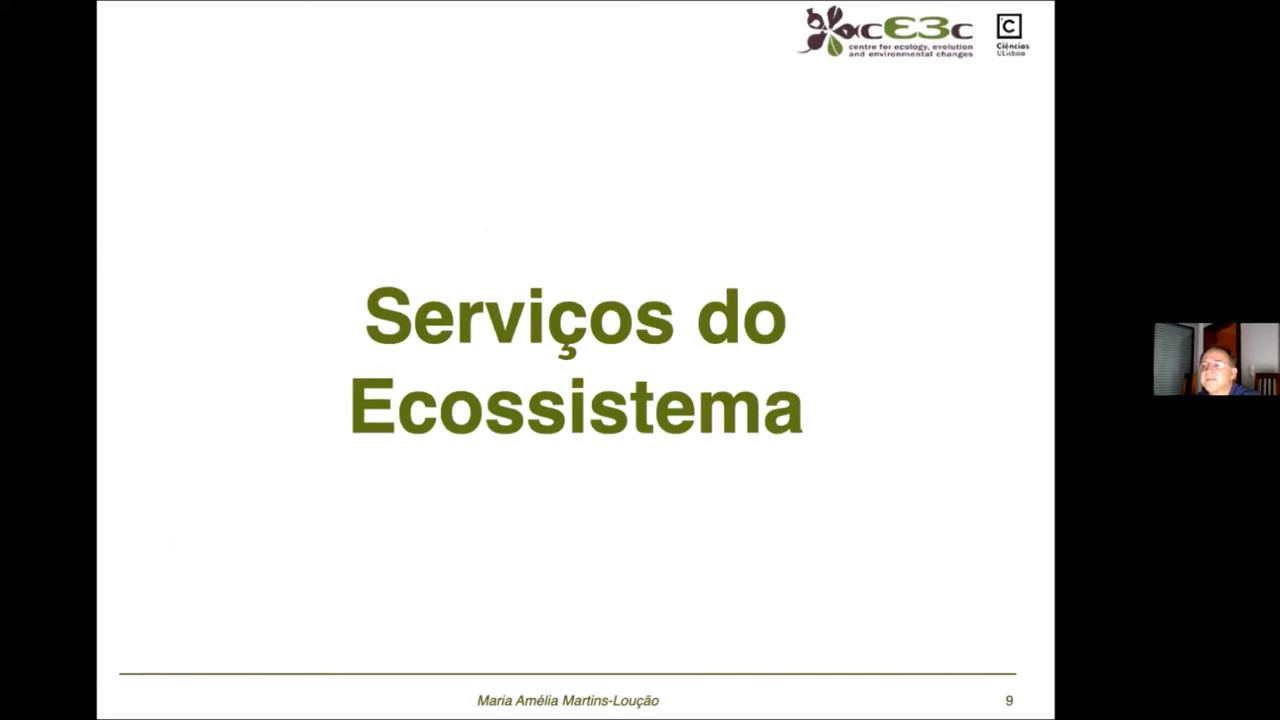 cE3c
centre for ecology, evolution
and environmental changes
C
Ciências
ULisboa
Serviços do
Ecossistema
Maria Amélia Martins-Loução
9